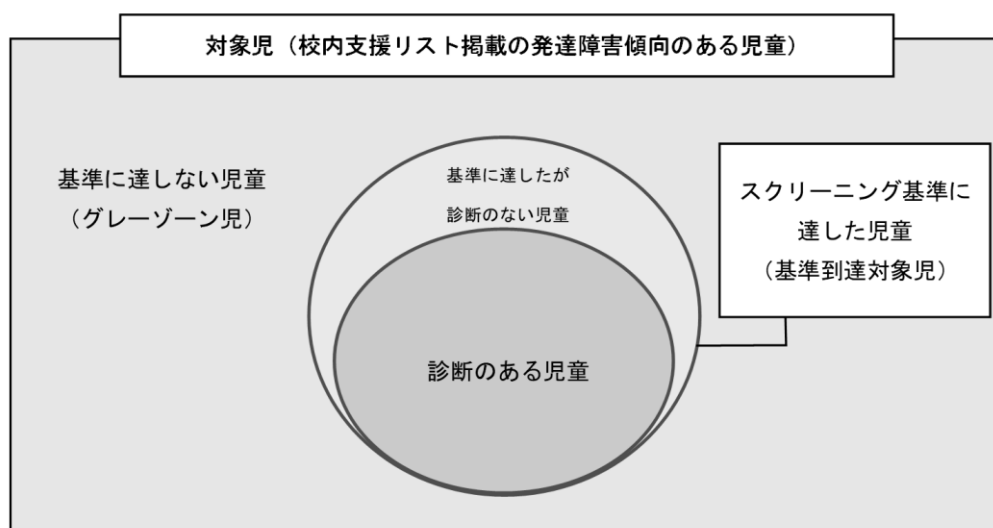 対象児（校内支援リスト掲載の発達障害傾向のある児童）
基準に達しない児童
（グレーゾーン児）
基準に達したが
診断のない児童
スクリーニング基準に
達した児童
（基準到達対象児）
診断のある児童